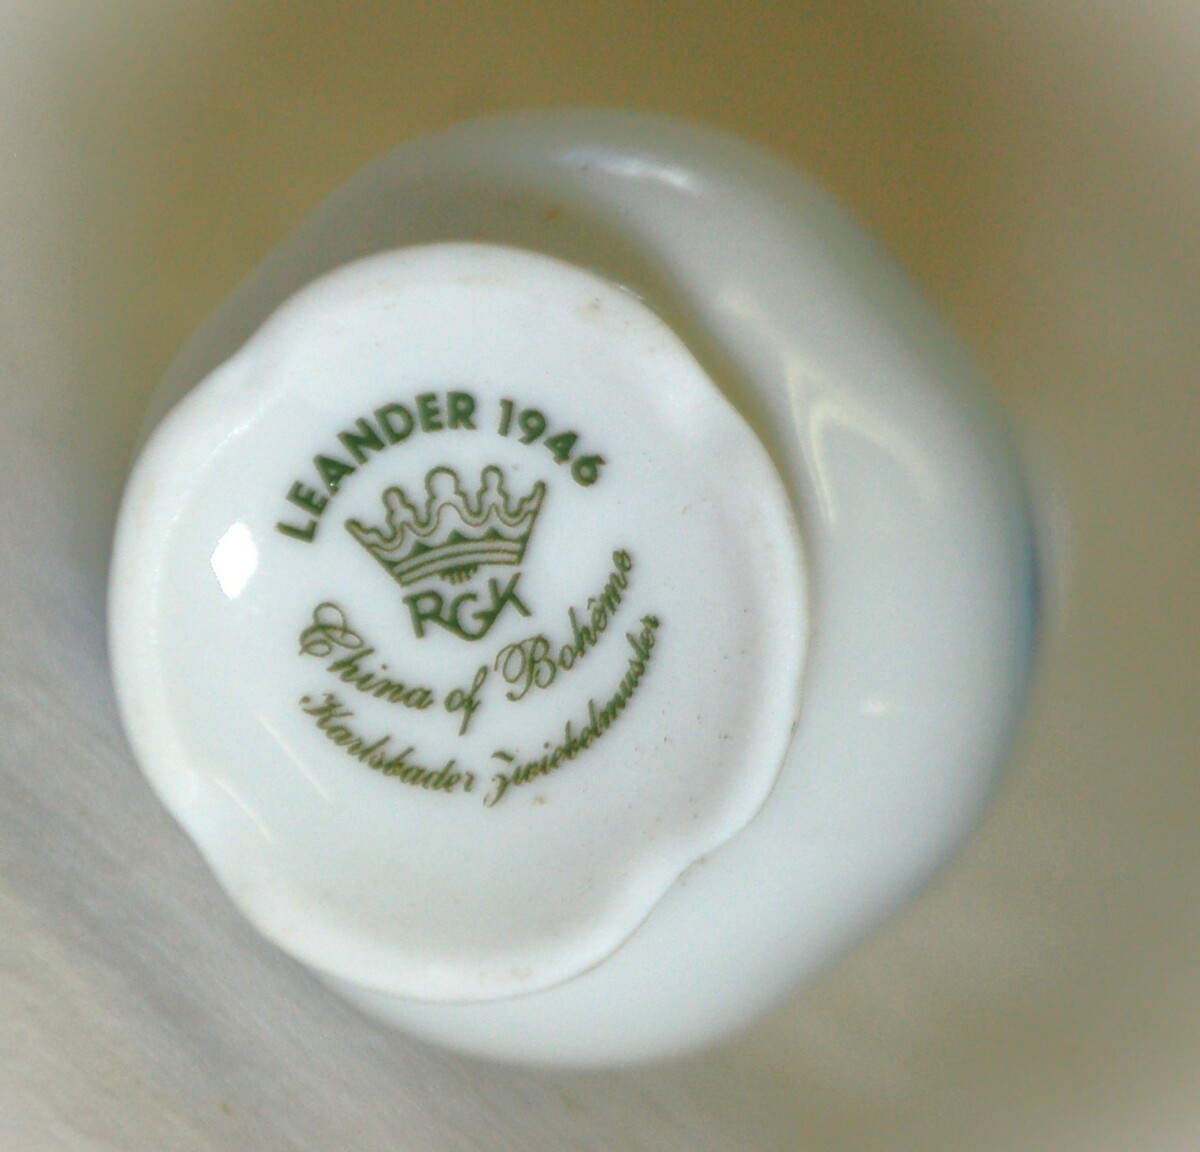 LEANDER 1946
RGK
China of Bohême
Karlsbader Zwiebelmuster